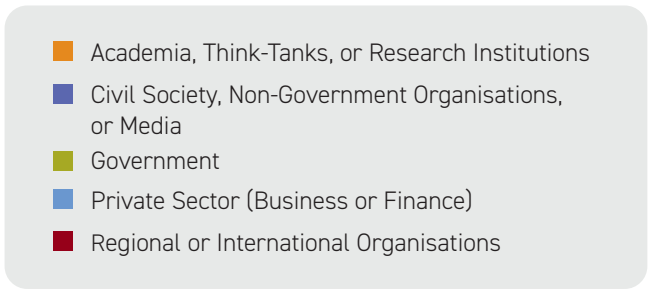 Academia, Think-Tanks, or Research Institutions
Civil Society, Non-Government Organisations,
or Media
Government
Private Sector (Business or Finance)
Regional or International Organisations